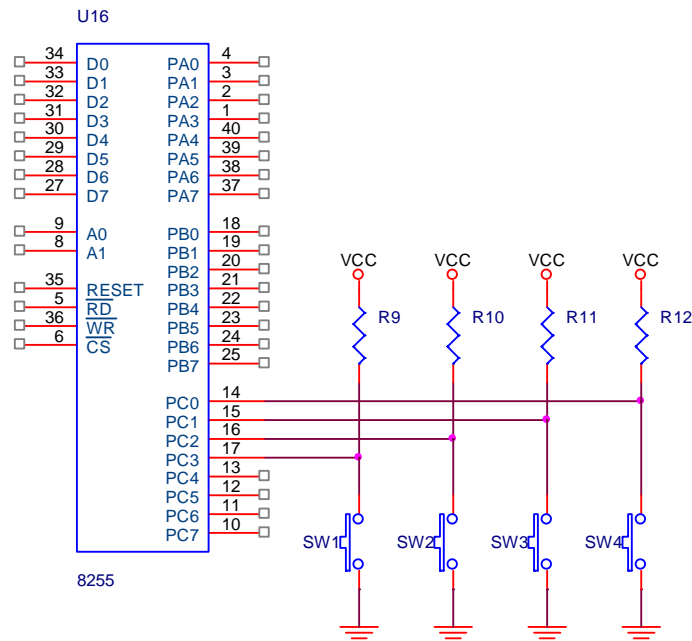 U16
34 D0 PA0 4
33 D1 PA1 3
32 D2 PA2 2
31 D3 PA3 1
30 D4 PA4 40
29 D5 PA5 39
28 D6 PA6 38
27 D7 PA7 37
9 A0 PB0 18
8 A1 PB1 19
PB2 20
35 RESET PB3 21
5 RD PB4 22
36 WR PB5 23
6 CS PB6 24
PB7 25
VCC VCC VCC VCC
R9 R10 R11 R12
PC0 14
PC1 15
PC2 16
PC3 17
PC4 13
PC5 12
PC6 11
PC7 10
SW1 SW2 SW3 SW4
8255